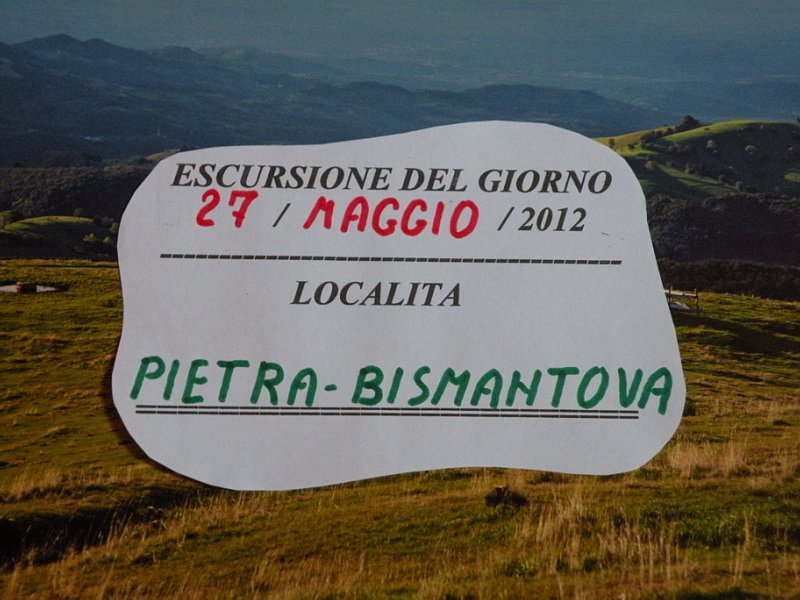 ESCURSIONE DEL GIORNO
27 / MAGGIO / 2012
LOCALITA
PIETRA-BISMANTOVA